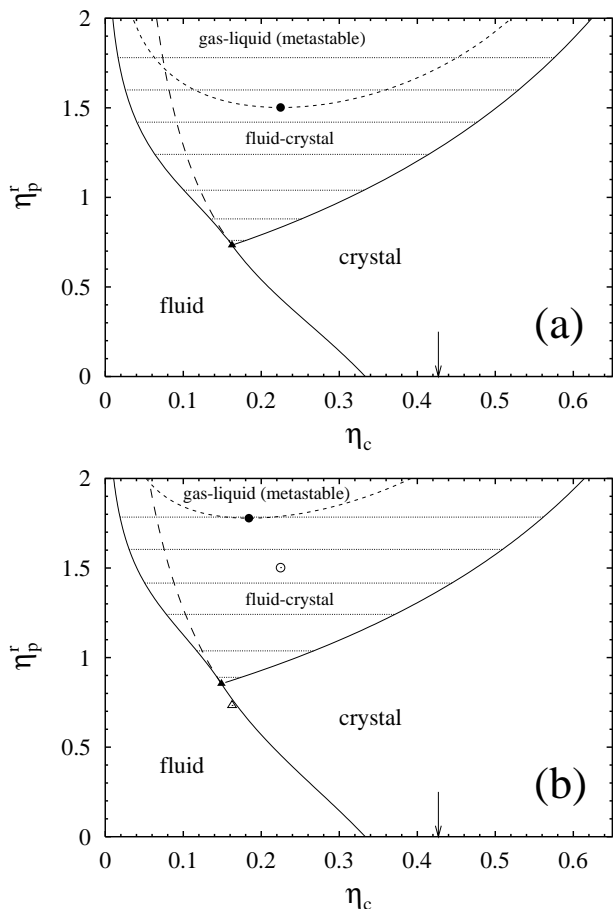 2
gas-liquid (metastable)
1.5
fluid-crystal
η_p^r
1
crystal
0.5
fluid
(a)
0
0 0.1 0.2 0.3 0.4 0.5 0.6
η_c
2
gas-liquid (metastable)
1.5
fluid-crystal
η_p^r
1
crystal
0.5
fluid
(b)
0
0 0.1 0.2 0.3 0.4 0.5 0.6
η_c